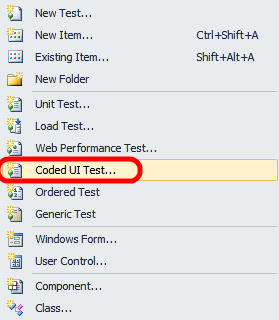 New Test...
New Item... Ctrl+Shift+A
Existing Item... Shift+Alt+A
New Folder
Unit Test...
Load Test...
Web Performance Test...
Coded UI Test...
Ordered Test
Generic Test
Windows Form...
User Control...
Component...
Class...